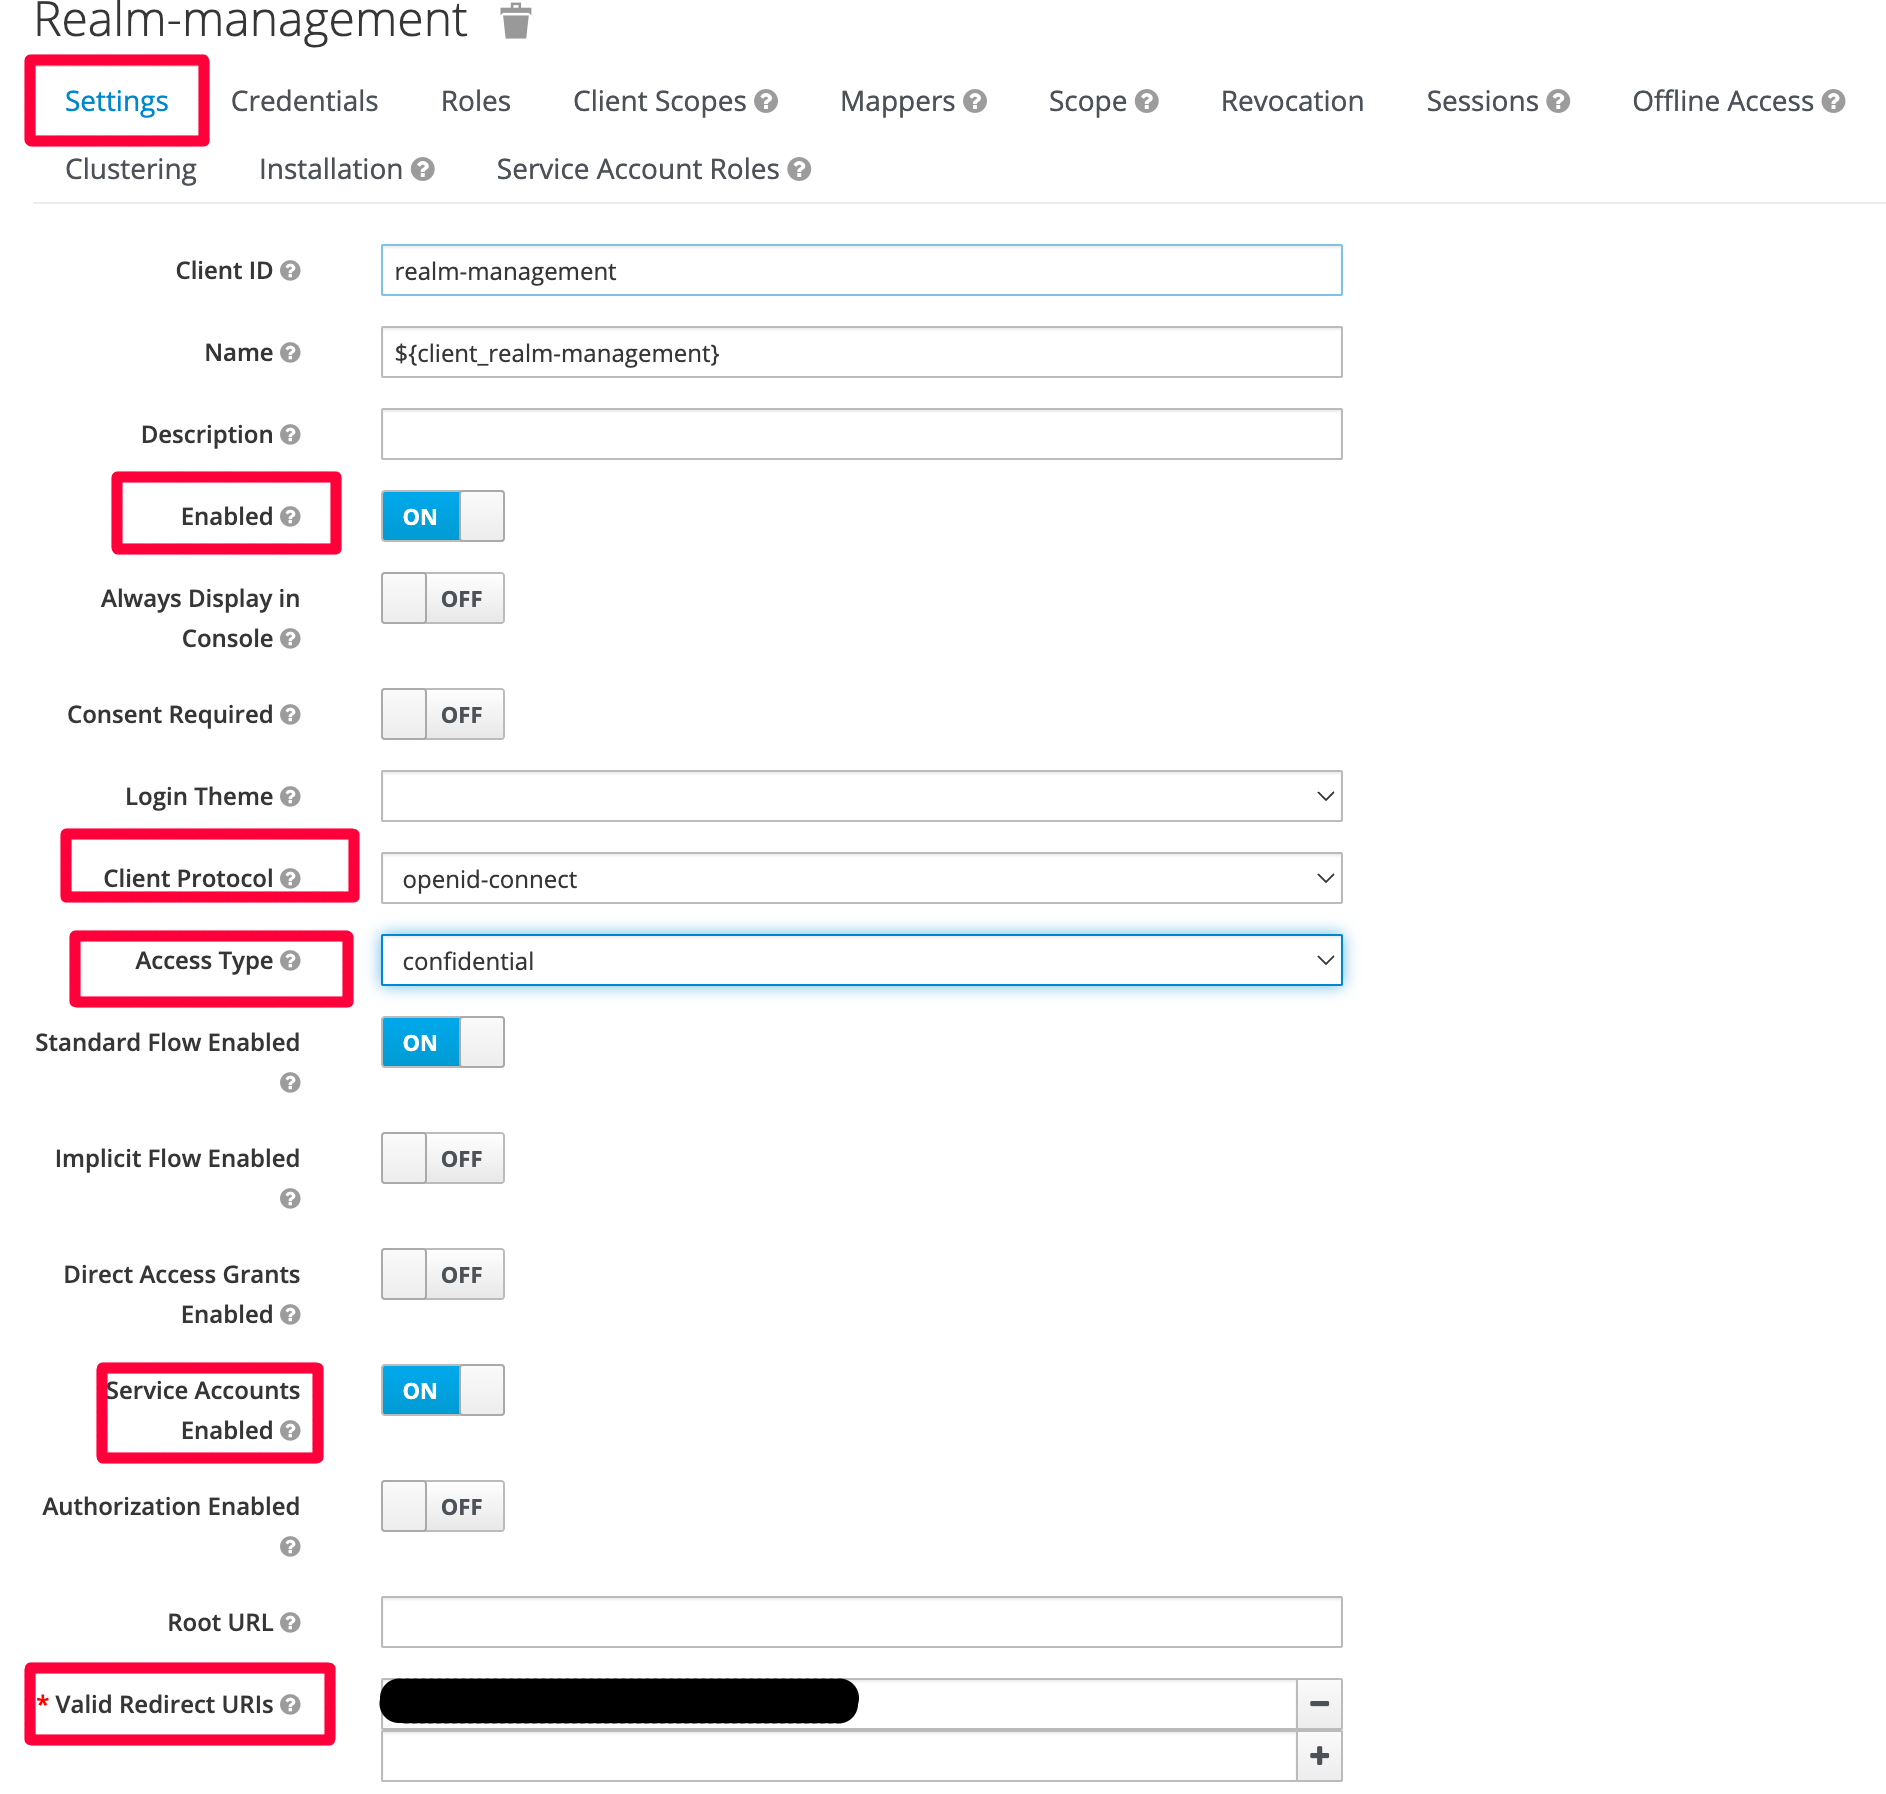 Realm-management
Settings Credentials Roles Client Scopes Mappers Scope Revocation Sessions Offline Access
Clustering Installation Service Account Roles
Client ID realm-management
Name ${client_realm-management}
Description
Enabled ON
Always Display in
Console OFF
Consent Required OFF
Login Theme
Client Protocol openid-connect
Access Type confidential
Standard Flow Enabled ON
Implicit Flow Enabled OFF
Direct Access Grants
Enabled OFF
Service Accounts
Enabled ON
Authorization Enabled OFF
Root URL
* Valid Redirect URIs